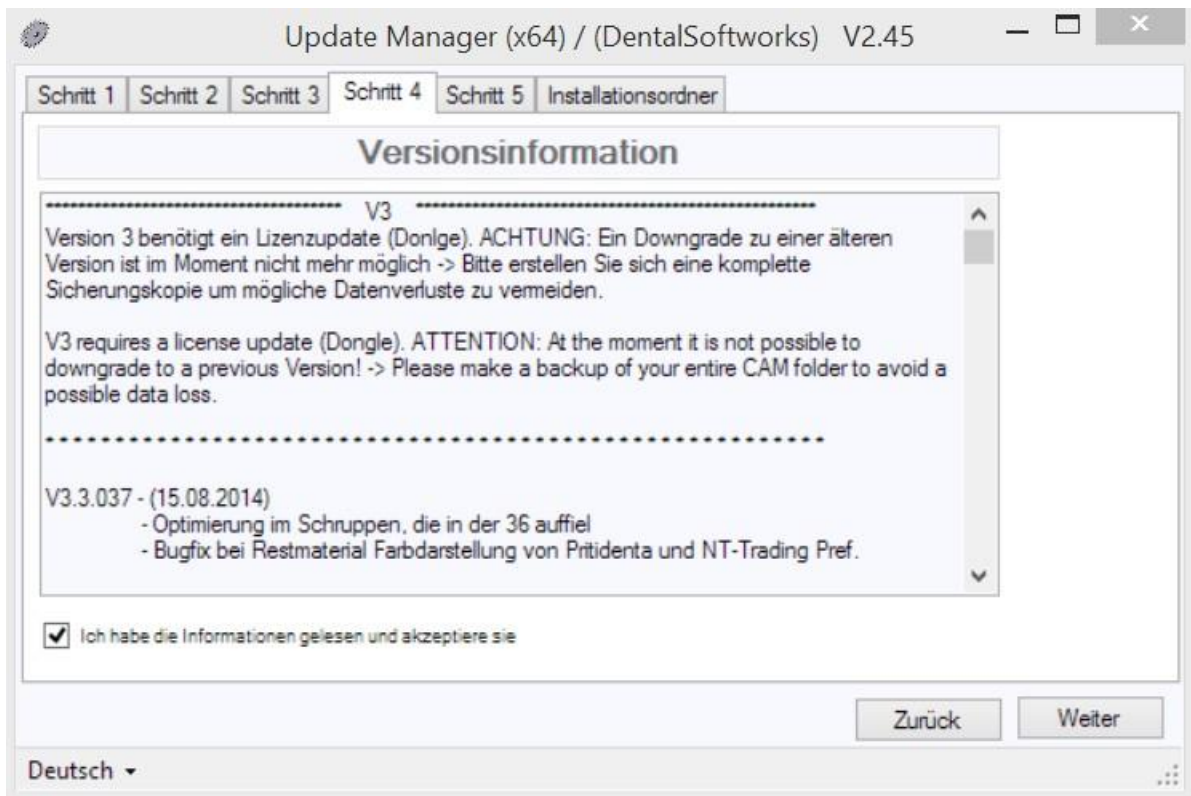 Update Manager (x64) / (DentalSoftworks) V2.45
Schritt 1 Schritt 2 Schritt 3 Schritt 4 Schritt 5 Installationsordner
Versionsinformation
************************************ V3 ************************************************
Version 3 benötigt ein Lizenzupdate (Donlge). ACHTUNG: Ein Downgrade zu einer älteren
Version ist im Moment nicht mehr möglich -> Bitte erstellen Sie sich eine komplette
Sicherungskopie um mögliche Datenverluste zu vermeiden.
V3 requires a license update (Dongle). ATTENTION: At the moment it is not possible to
downgrade to a previous Version! -> Please make a backup of your entire CAM folder to avoid a
possible data loss.
- - - - - - - - - - - - - - - - - - - - - - - - - - - - - - - - - - - - - - - - - - - - - - - - - - - - - - - -
V3.3.037 - (15.08.2014)
- Optimierung im Schruppen, die in der 36 auffiel
- Bugfix bei Restmaterial Farbdarstellung von Pritidenta und NT-Trading Pref.
Ich habe die Informationen gelesen und akzeptiere sie
Zurück Weiter
Deutsch